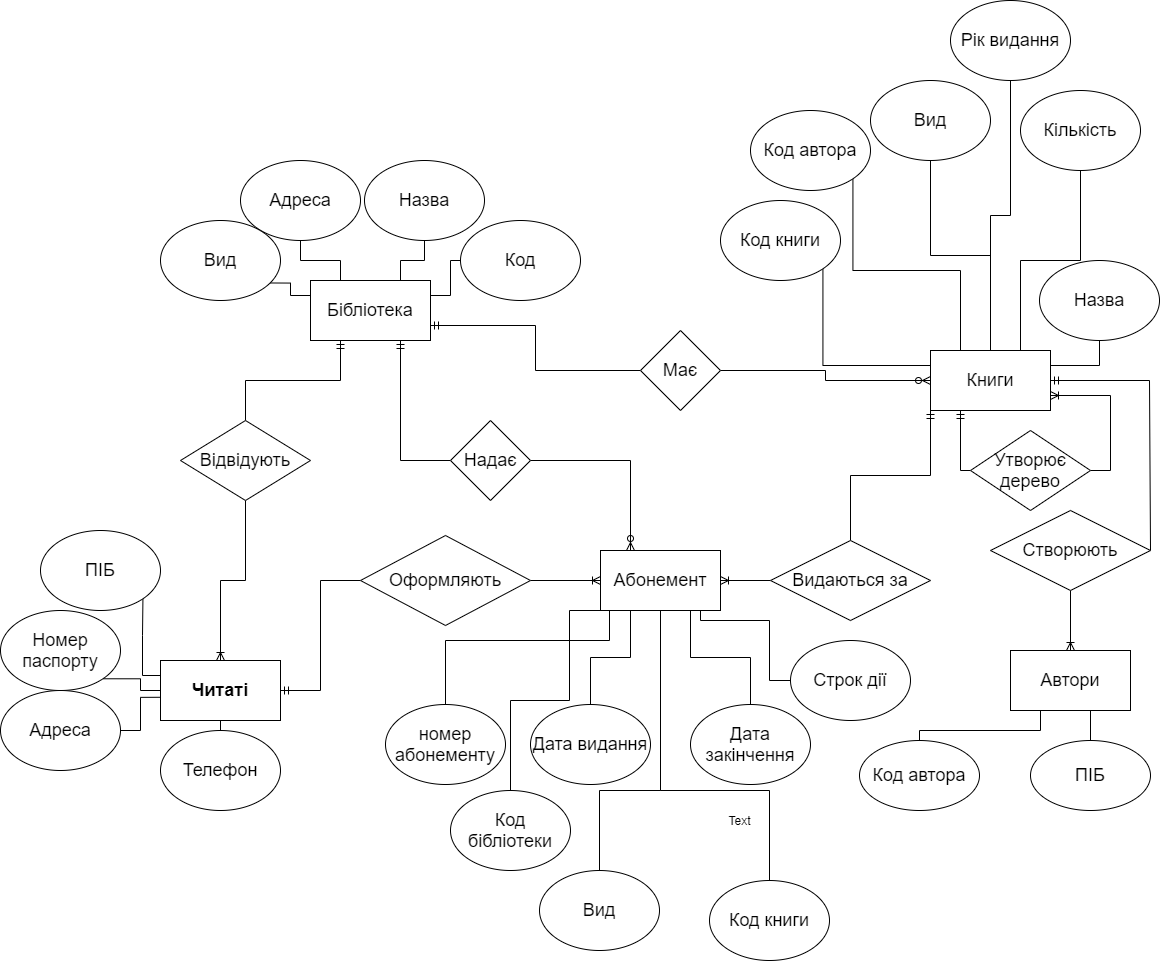 Рік видання
Вид
Кількість
Код автора
Код книги
Назва
Адреса
Назва
Вид
Код
Бібліотека
Має
Книги
Відвідують
Надає
Утворює
дерево
Створюють
ПІБ
Оформляють
Абонемент
Видаються за
Номер
паспорту
Читаті
Адреса
Телефон
Строк дії
Автори
номер
абонементу
Дата видання
Дата
закінчення
Код автора
ПІБ
Код
бібліотеки
Text
Вид
Код книги